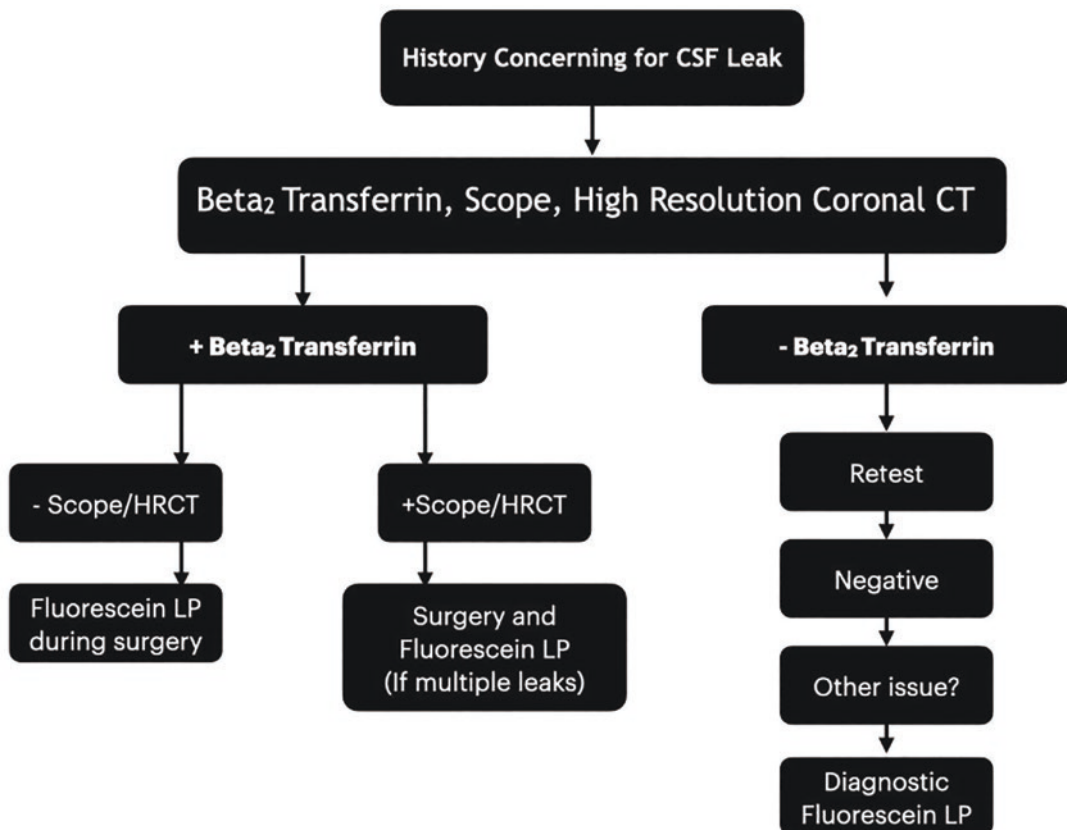 History Concerning for CSF Leak
Beta₂ Transferrin, Scope, High Resolution Coronal CT
+ Beta₂ Transferrin
- Beta₂ Transferrin
- Scope/HRCT
+Scope/HRCT
Retest
Fluorescein LP
during surgery
Surgery and
Fluorescein LP
(If multiple leaks)
Negative
Other issue?
Diagnostic
Fluorescein LP